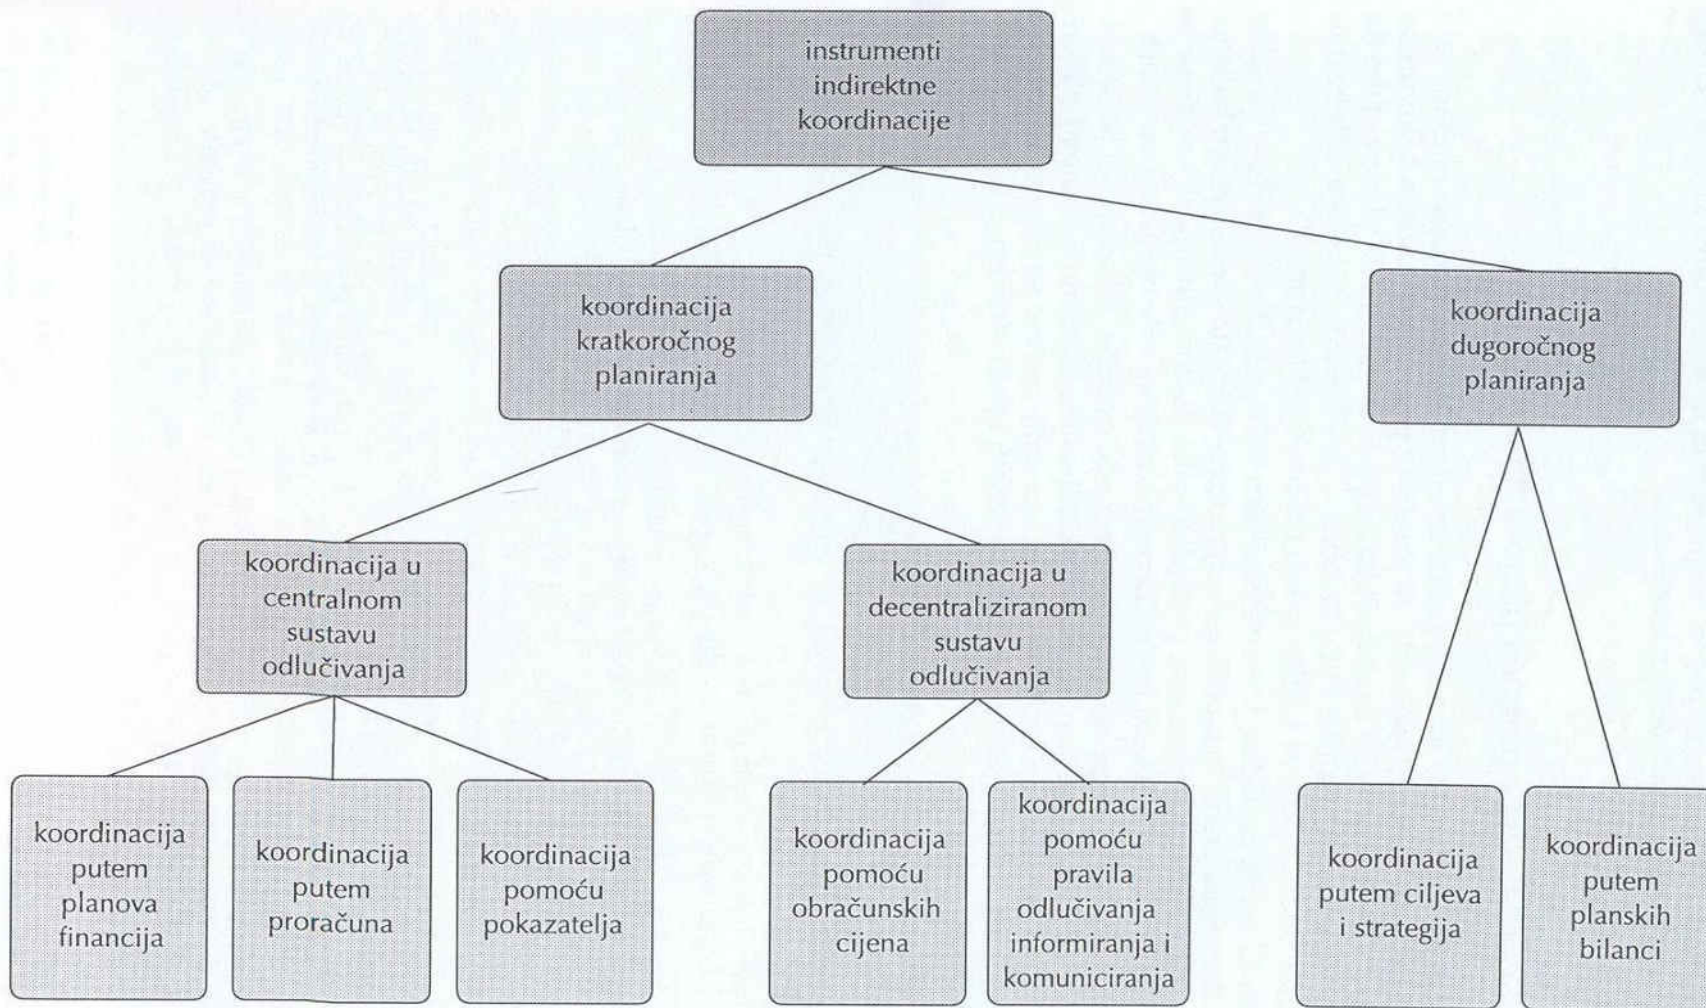 instrumenti
indirektne
koordinacije
koordinacija
kratkoročnog
planiranja
koordinacija
dugoročnog
planiranja
koordinacija u
centralnom
sustavu
odlučivanja
koordinacija u
decentraliziranom
sustavu
odlučivanja
koordinacija
putem
planova
financija
koordinacija
putem
proračuna
koordinacija
pomoću
pokazatelja
koordinacija
pomoću
obračunskih
cijena
koordinacija
pomoću
pravila
odlučivanja
informiranja i
komuniciranja
koordinacija
putem ciljeva
i strategija
koordinacija
putem
planskih
bilanci